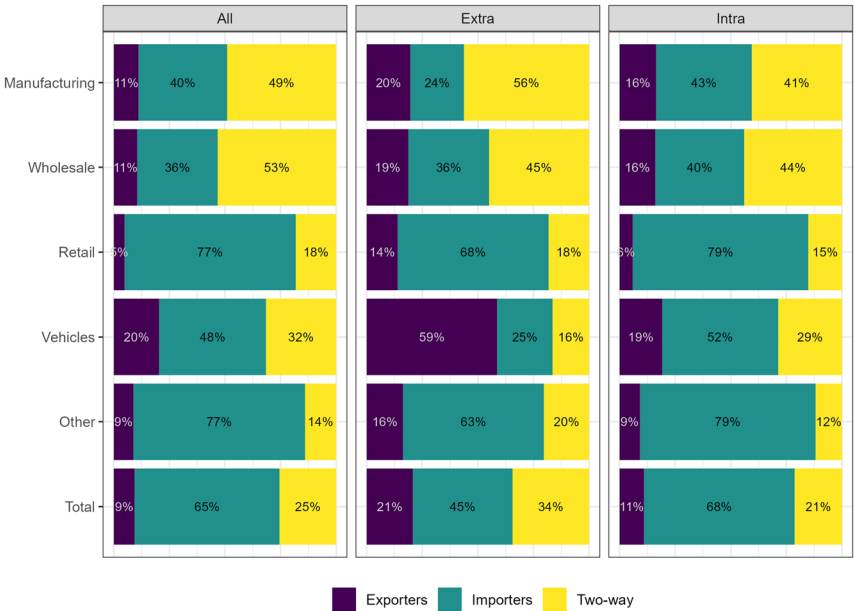 All Extra Intra
Manufacturing 11% 40% 49% 20% 24% 56% 16% 43% 41%
Wholesale 11% 36% 53% 19% 36% 45% 16% 40% 44%
Retail 5% 77% 18% 14% 68% 18% 6% 79% 15%
Vehicles 20% 48% 32% 59% 25% 16% 19% 52% 29%
Other 9% 77% 14% 16% 63% 20% 9% 79% 12%
Total 9% 65% 25% 21% 45% 34% 11% 68% 21%
Exporters Importers Two-way